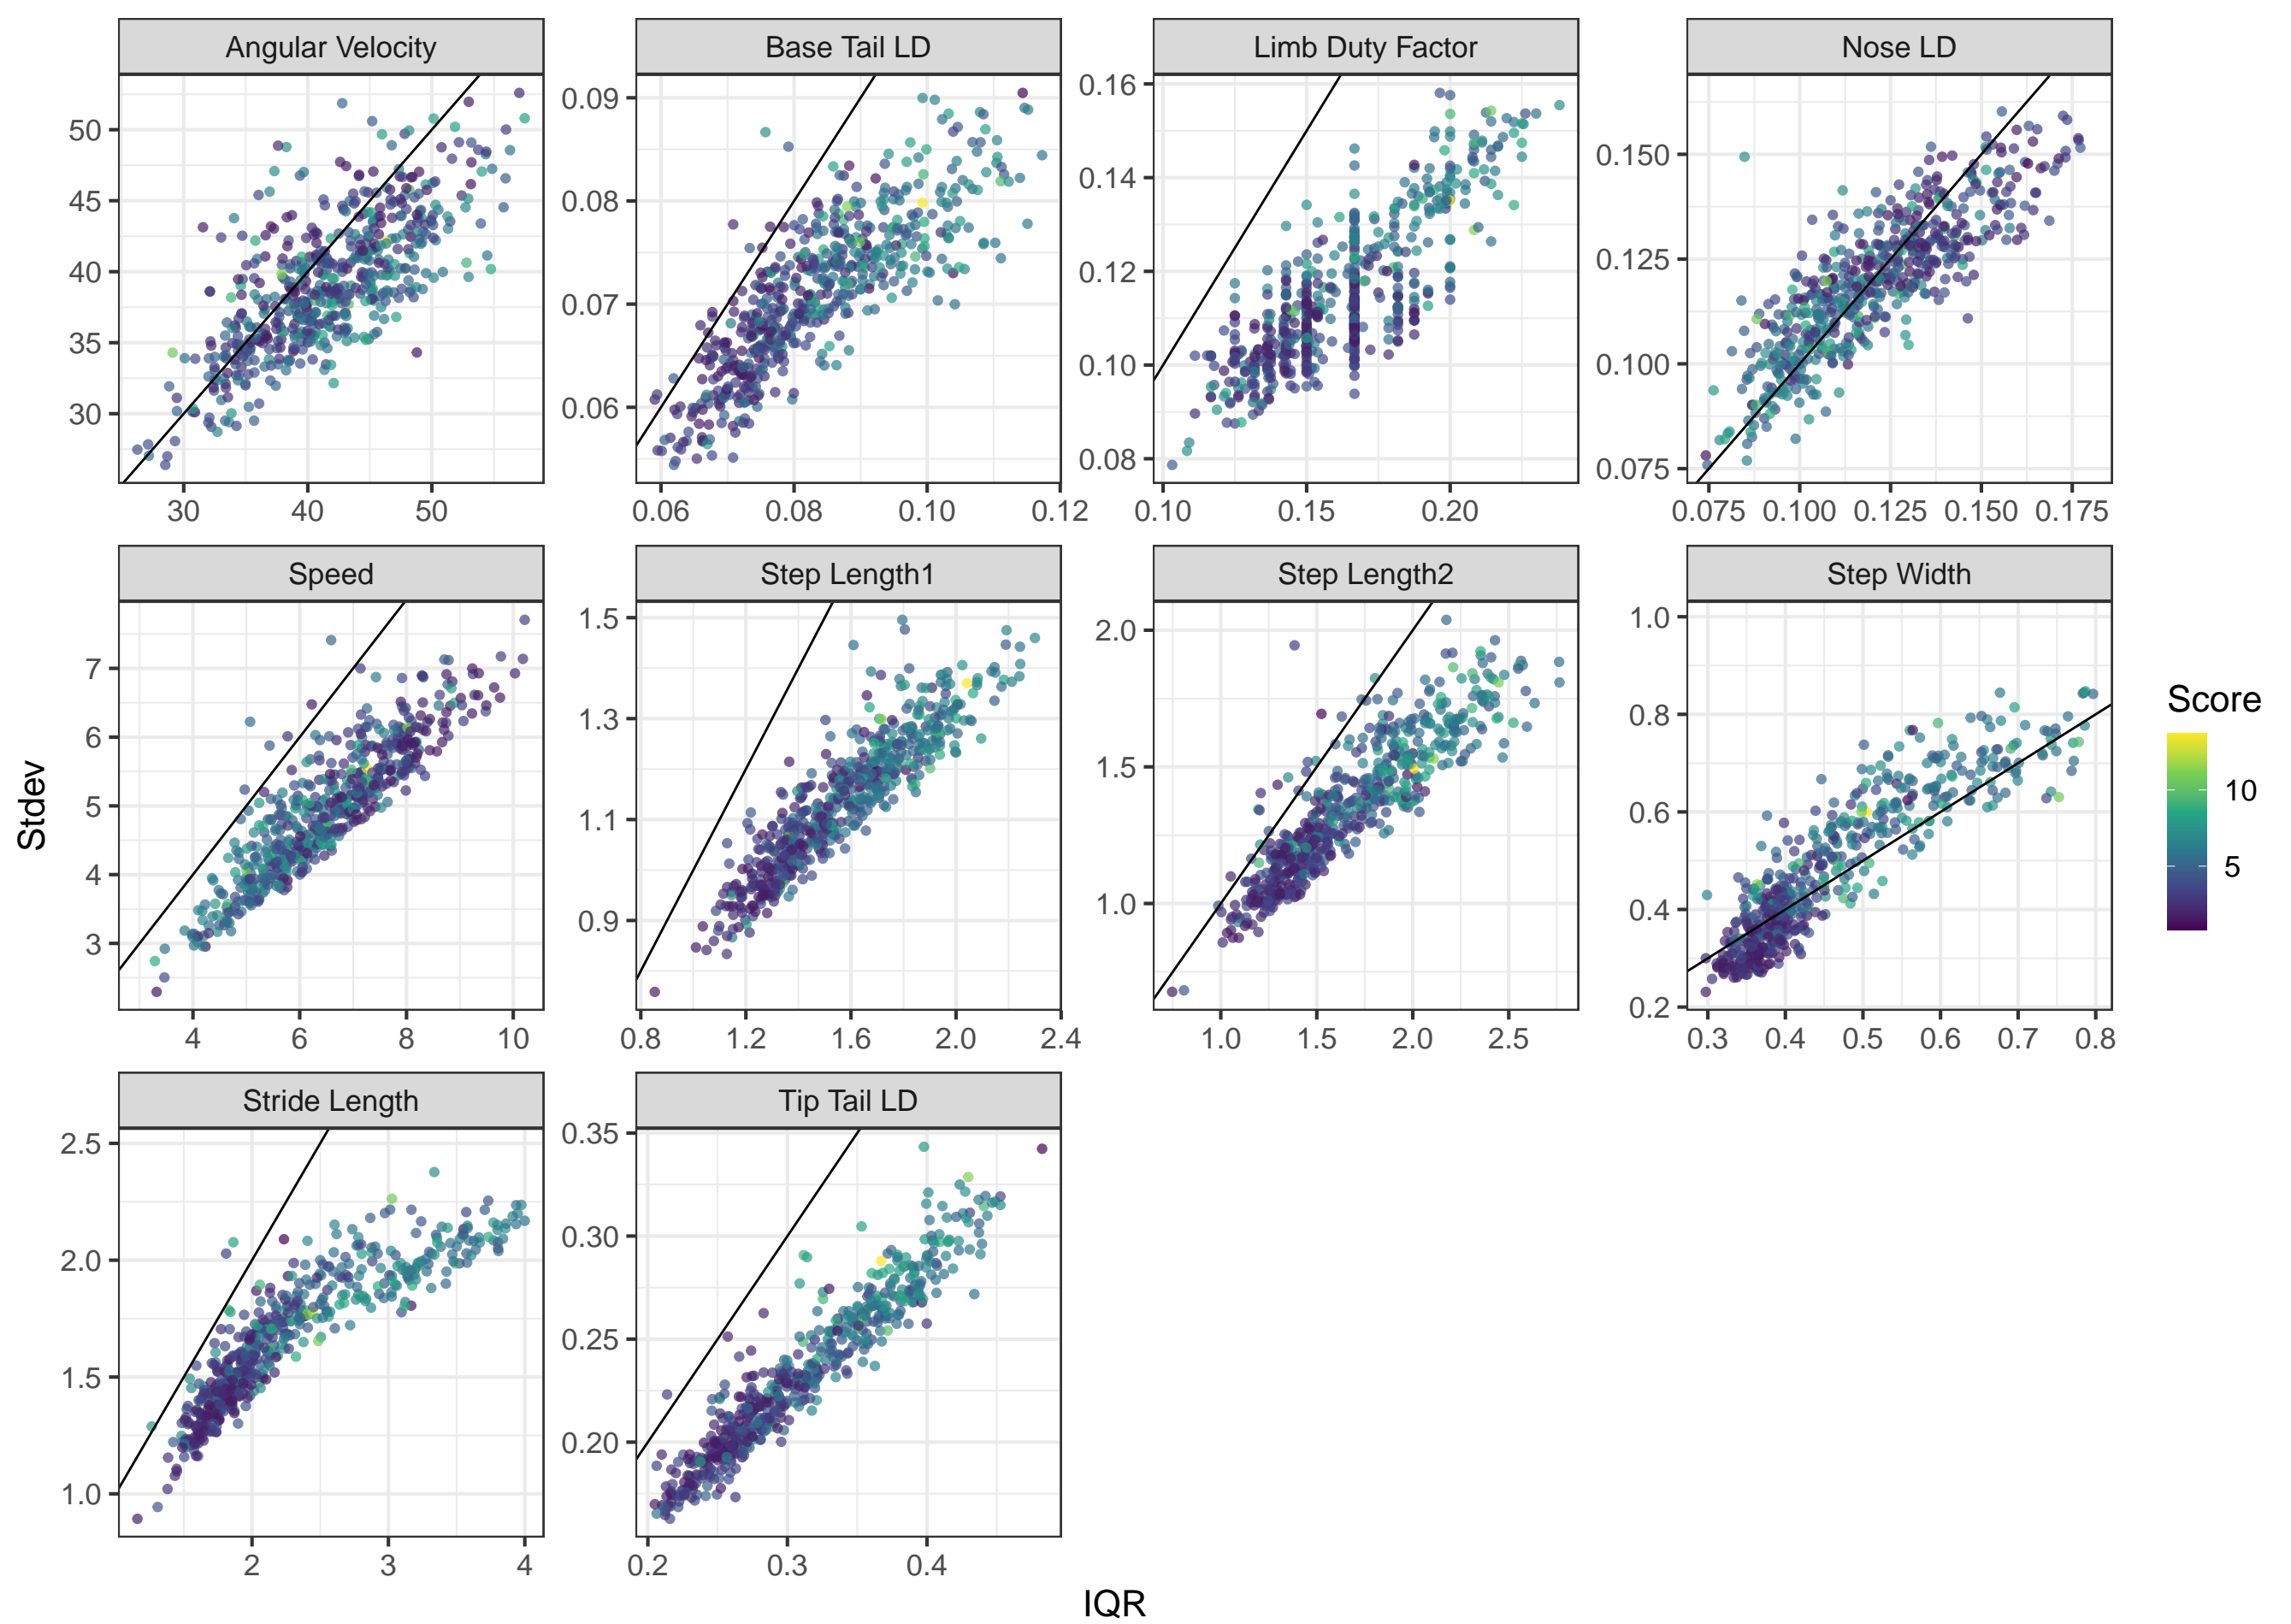 Angular Velocity
Base Tail LD
Limb Duty Factor
Nose LD
50
45
40
35
30
0.09
0.08
0.07
0.06
0.16
0.14
0.12
0.10
0.08
0.150
0.125
0.100
0.075
30 40 50
0.06 0.08 0.10 0.12
0.10 0.15 0.20
0.075 0.100 0.125 0.150 0.175
Speed
Step Length1
Step Length2
Step Width
7
6
5
4
3
1.5
1.3
1.1
0.9
2.0
1.5
1.0
1.0
0.8
0.6
0.4
0.2
4 6 8 10
0.8 1.2 1.6 2.0 2.4
1.0 1.5 2.0 2.5
0.3 0.4 0.5 0.6 0.7 0.8
Stride Length
Tip Tail LD
2.5
2.0
1.5
1.0
0.35
0.30
0.25
0.20
2 3 4
0.2 0.3 0.4
Stdev
IQR
Score
10
5